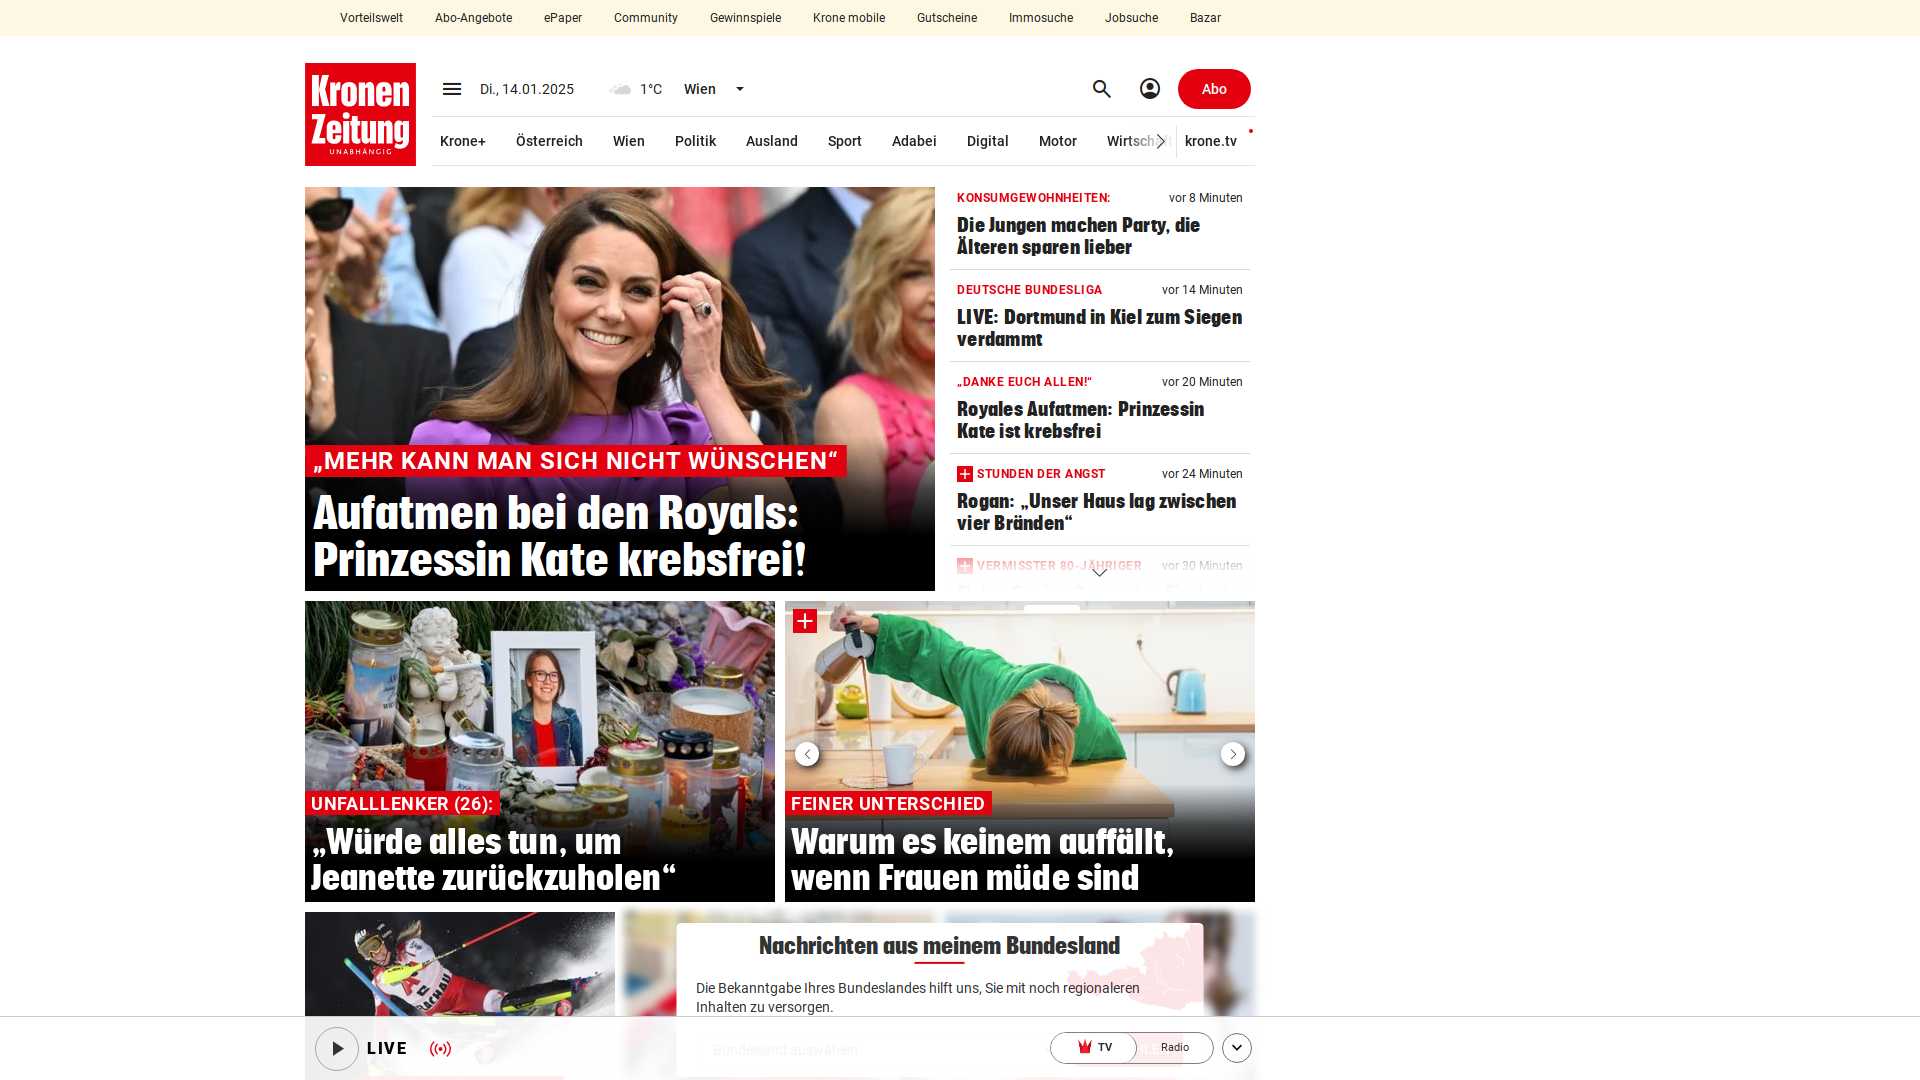 Vorteilswelt Abo-Angebote ePaper Community Gewinnspiele Krone mobile Gutscheine Immosuche Jobsuche Bazar
Kronen
Zeitung
UNABHÄNGIG
Di., 14.01.2025 1°C Wien Abo
Krone+ Österreich Wien Politik Ausland Sport Adabei Digital Motor Wirtschaft krone.tv
„MEHR KANN MAN SICH NICHT WÜNSCHEN“
Aufatmen bei den Royals:
Prinzessin Kate krebsfrei!
KONSUMGEWOHNHEITEN: vor 8 Minuten
Die Jungen machen Party, die
Älteren sparen lieber
DEUTSCHE BUNDESLIGA vor 14 Minuten
LIVE: Dortmund in Kiel zum Siegen
verdammt
„DANKE EUCH ALLEN!“ vor 20 Minuten
Royales Aufatmen: Prinzessin
Kate ist krebsfrei
STUNDEN DER ANGST vor 24 Minuten
Rogan: „Unser Haus lag zwischen
vier Bränden“
VERMISSTER 80-JÄHRIGER vor 30 Minuten
UNFALLLENKER (26):
„Würde alles tun, um
Jeanette zurückzuholen“
FEINER UNTERSCHIED
Warum es keinem auffällt,
wenn Frauen müde sind
Nachrichten aus meinem Bundesland
Die Bekanntgabe Ihres Bundeslandes hilft uns, Sie mit noch regionaleren
Inhalten zu versorgen.
Bundesland auswählen
LIVE TV Radio